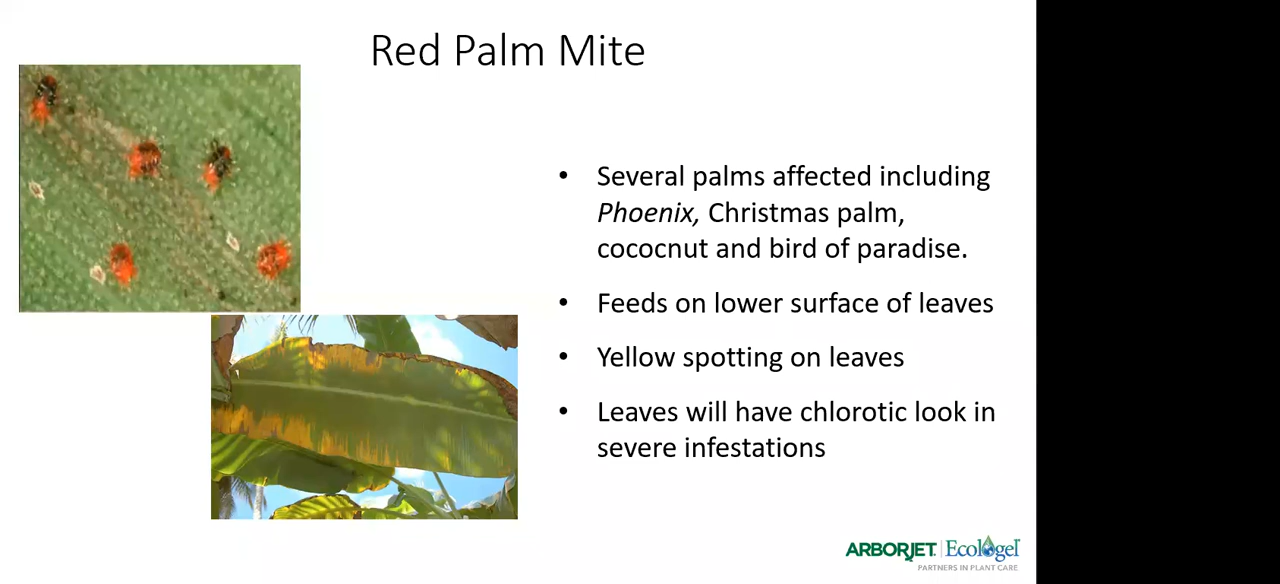 Red Palm Mite
• Several palms affected including
Phoenix, Christmas palm,
cococnut and bird of paradise.
• Feeds on lower surface of leaves
• Yellow spotting on leaves
• Leaves will have chlorotic look in
severe infestations
ARBORJET | Ecologel
PARTNERS IN PLANT CARE